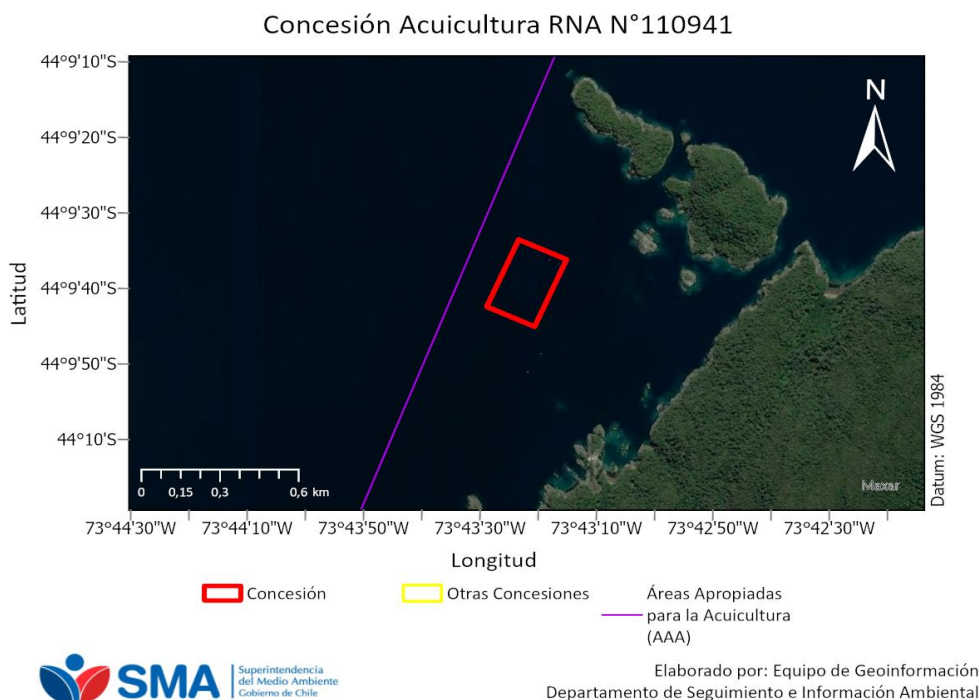 Concesión Acuicultura RNA N°110941
44°9'10"S
44°9'20"S
44°9'30"S
44°9'40"S
44°9'50"S
44°10'S
Latitud
N
0 0,15 0,3 0,6 km
Maxar
Datum: WGS 1984
73°44'30"W 73°44'10"W 73°43'50"W 73°43'30"W 73°43'10"W 73°42'50"W 73°42'30"W
Longitud
Concesión
Otras Concesiones
Áreas Apropiadas
para la Acuicultura
(AAA)
SMA
Superintendencia
del Medio Ambiente
Gobierno de Chile
Elaborado por: Equipo de Geoinformación
Departamento de Seguimiento e Información Ambiental